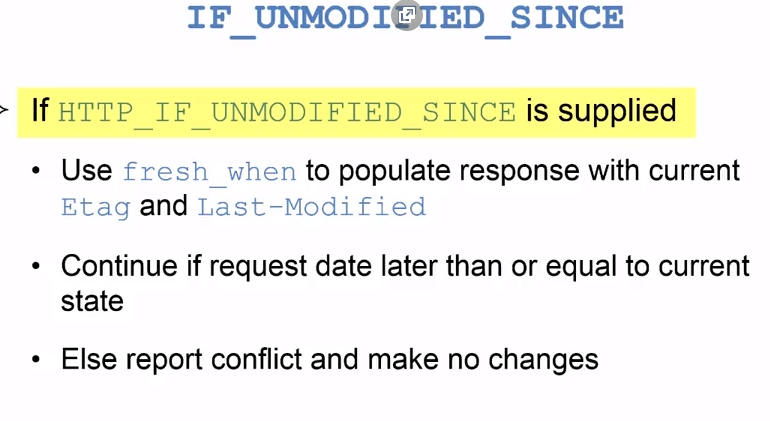 IF_UNMODIFIED_SINCE
If HTTP_IF_UNMODIFIED_SINCE is supplied
• Use fresh_when to populate response with current
Etag and Last-Modified
• Continue if request date later than or equal to current
state
• Else report conflict and make no changes